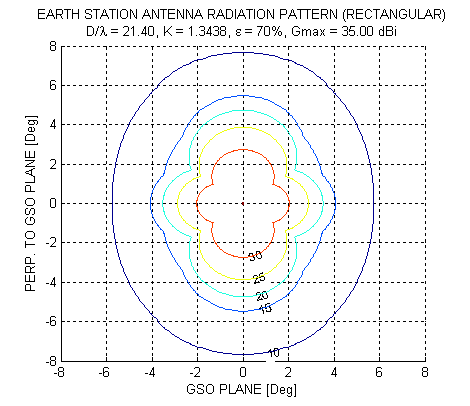 EARTH STATION ANTENNA RADIATION PATTERN (RECTANGULAR)
D/λ = 21.40, K = 1.3438, ε = 70%, Gmax = 35.00 dBi
PERP. TO GSO PLANE [Deg]
8
6
4
2
0
-2
-4
-6
-8
30
25
20
15
10
-8 -6 -4 -2 0 2 4 6 8
GSO PLANE [Deg]